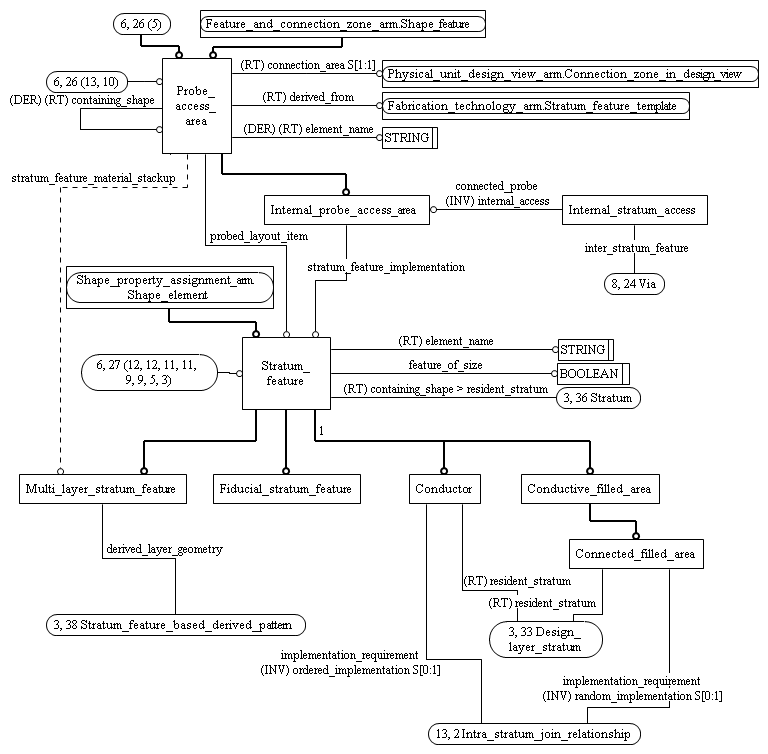 6, 26 (5)
Feature_and_connection_zone_arm.Shape_feature
6, 26 (13, 10)
(DER) (RT) containing_shape
Probe_
access_
area
(RT) connection_area S[1:1]
Physical_unit_design_view_arm.Connection_zone_in_design_view
(RT) derived_from
Fabrication_technology_arm.Stratum_feature_template
(DER) (RT) element_name
STRING
stratum_feature_material_stackup
Internal_probe_access_area
connected_probe
(INV) internal_access
Internal_stratum_access
probed_layout_item
inter_stratum_feature
stratum_feature_implementation
8, 24 Via
Shape_property_assignment_arm.
Shape_element
6, 27 (12, 12, 11, 11,
9, 9, 5, 3)
Stratum_
feature
(RT) element_name
STRING
feature_of_size
BOOLEAN
(RT) containing_shape > resident_stratum
3, 36 Stratum
1
Multi_layer_stratum_feature
Fiducial_stratum_feature
Conductor
Conductive_filled_area
derived_layer_geometry
Connected_filled_area
(RT) resident_stratum
(RT) resident_stratum
3, 38 Stratum_feature_based_derived_pattern
3, 33 Design_
layer_stratum
implementation_requirement
(INV) ordered_implementation S[0:1]
implementation_requirement
(INV) random_implementation S[0:1]
13, 2 Intra_stratum_join_relationship